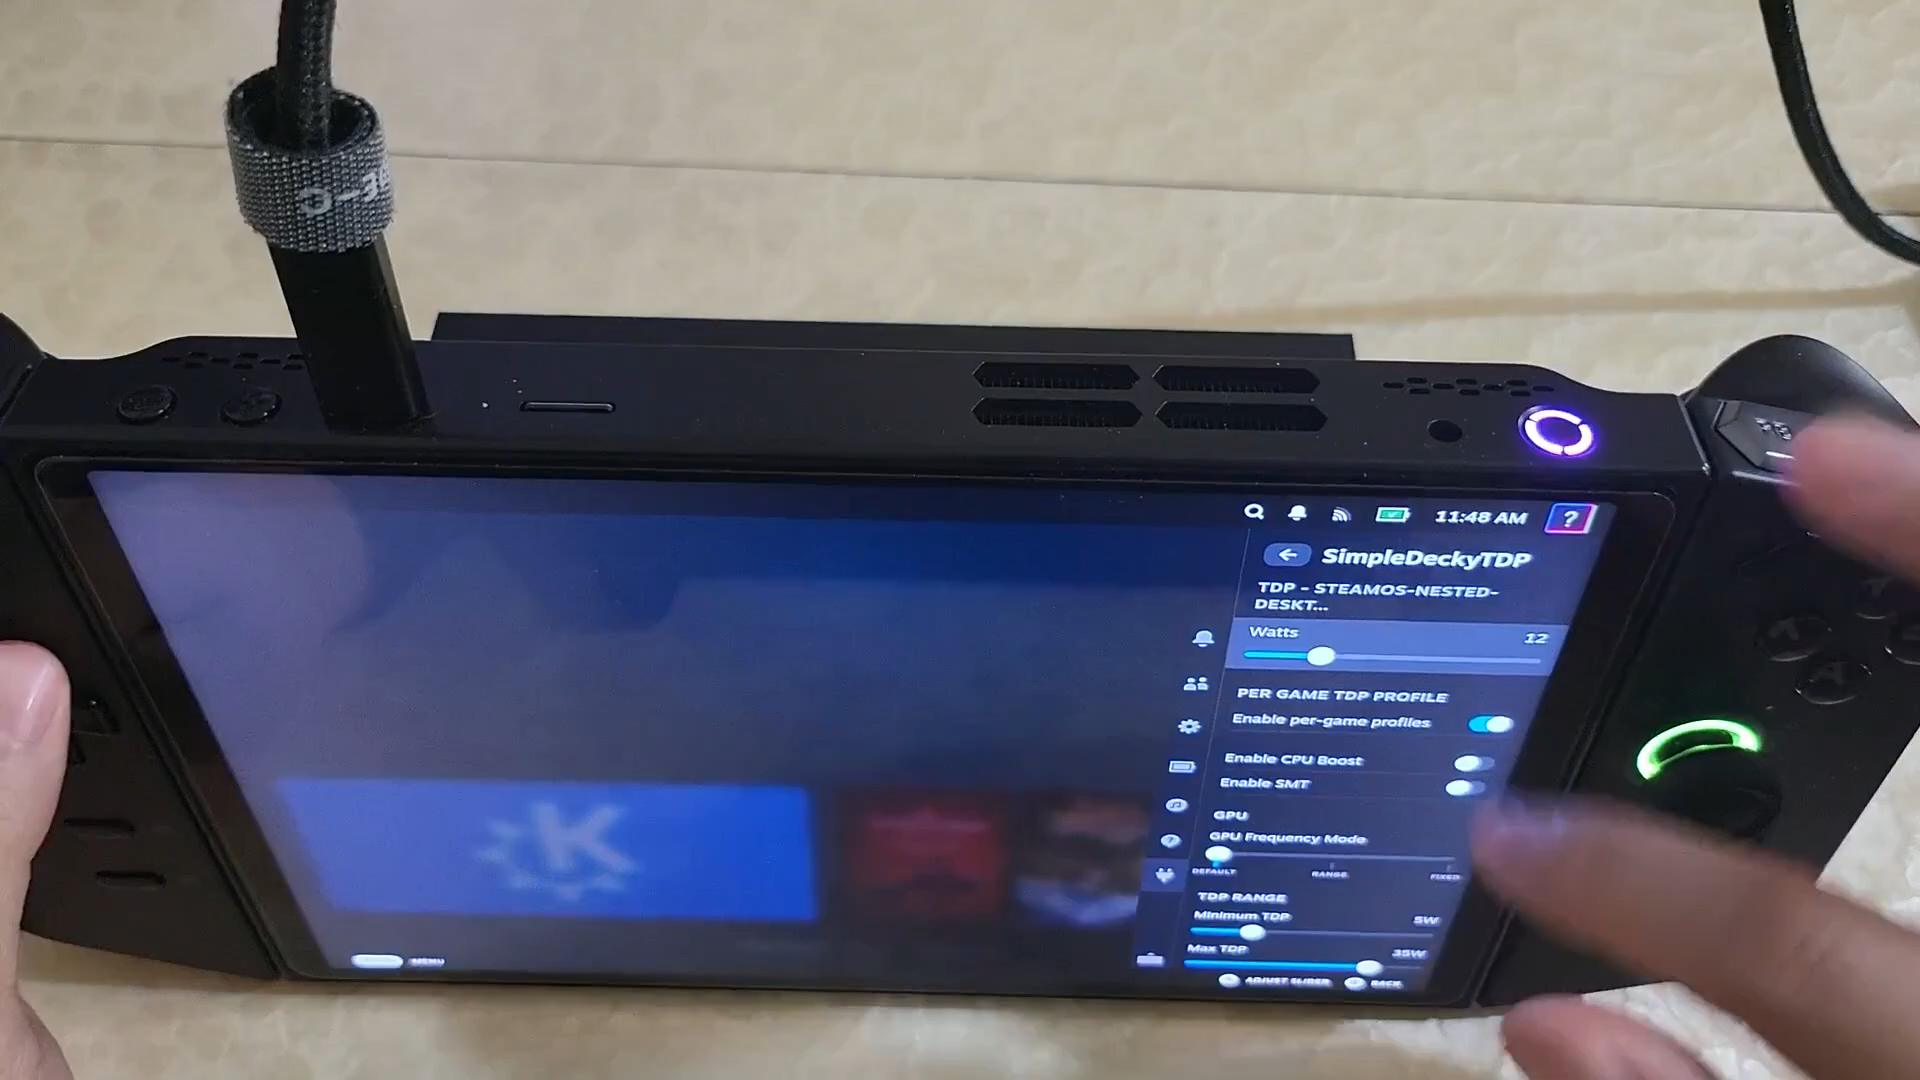 11:48 AM
?
SimpleDeckyTDP
TDP - STEAMOS-NESTED-
DESKT...
Watts 12
PER GAME TDP PROFILE
Enable per-game profiles
Enable CPU Boost
Enable SMT
GPU
GPU Frequency Mode
DEFAULT RANGE FIXED
TDP RANGE
Minimum TDP 5W
Max TDP 35W
MENU ADJUST SLIDER BACK
K